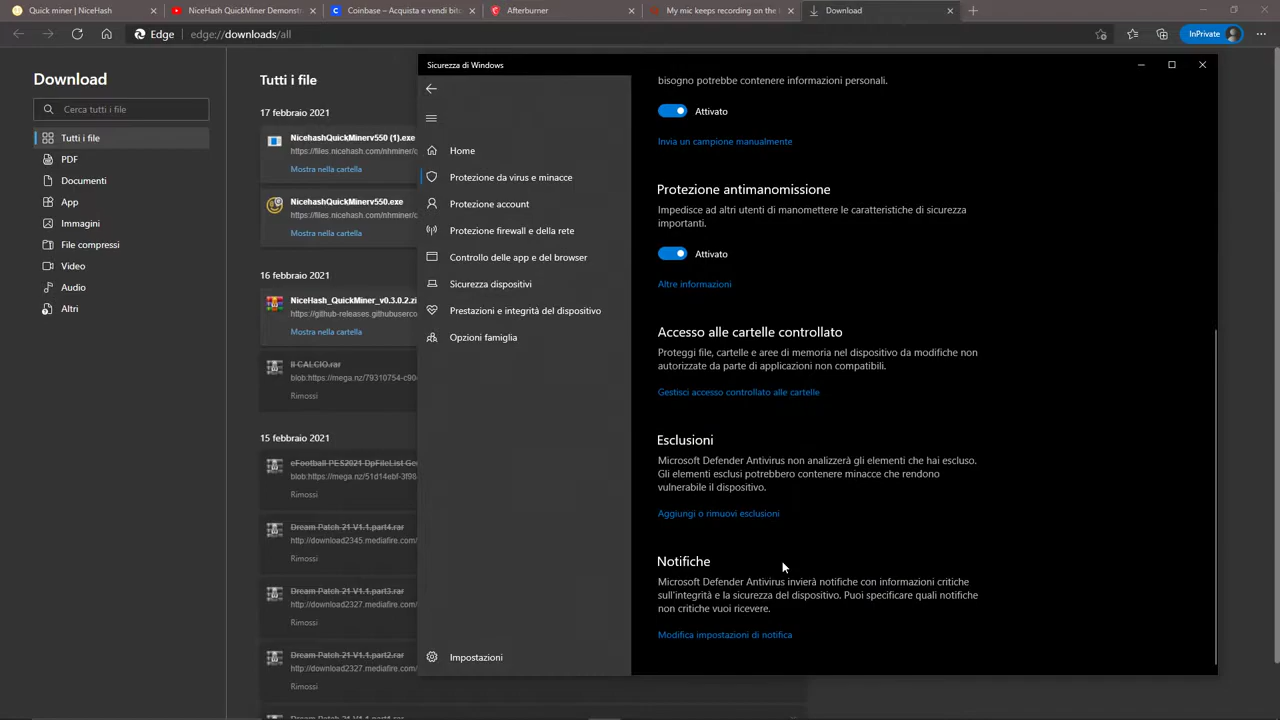 Quick miner | NiceHash
NiceHash QuickMiner Demonstr
Coinbase – Acquista e vendi bit
Afterburner
My mic keeps recording on the
Download
Edge
edge://downloads/all
InPrivate
Download
Cerca tutti i file
Tutti i file
PDF
Documenti
App
Immagini
File compressi
Video
Audio
Altri
Tutti i file
17 febbraio 2021
NicehashQuickMinerv550 (1).exe
https://files.nicehash.com/nhminer/c
Mostra nella cartella
NicehashQuickMinerv550.exe
https://files.nicehash.com/nhminer/c
Mostra nella cartella
16 febbraio 2021
NiceHash_QuickMiner_v0.3.0.2.zi
https://github-releases.githubuserco
Mostra nella cartella
Il CALCIO.rar
blob:https://mega.nz/79310754-c90
Rimossi
15 febbraio 2021
eFootball PES2021 DpFileList Ge
blob:https://mega.nz/51d14ebf-3f98
Rimossi
Dream Patch 21 V1.1.part4.rar
http://download2345.mediafire.com/
Rimossi
Dream Patch 21 V1.1.part3.rar
http://download2327.mediafire.com/
Rimossi
Dream Patch 21 V1.1.part2.rar
http://download2327.mediafire.com/
Rimossi
Sicurezza di Windows
Home
Protezione da virus e minacce
Protezione account
Protezione firewall e della rete
Controllo delle app e del browser
Sicurezza dispositivi
Prestazioni e integrità del dispositivo
Opzioni famiglia
Impostazioni
bisogno potrebbe contenere informazioni personali.
Attivato
Invia un campione manualmente
Protezione antimanomissione
Impedisce ad altri utenti di manomettere le caratteristiche di sicurezza
importanti.
Attivato
Altre informazioni
Accesso alle cartelle controllato
Proteggi file, cartelle e aree di memoria nel dispositivo da modifiche non
autorizzate da parte di applicazioni non compatibili.
Gestisci accesso controllato alle cartelle
Esclusioni
Microsoft Defender Antivirus non analizzerà gli elementi che hai escluso.
Gli elementi esclusi potrebbero contenere minacce che rendono
vulnerabile il dispositivo.
Aggiungi o rimuovi esclusioni
Notifiche
Microsoft Defender Antivirus invierà notifiche con informazioni critiche
sull'integrità e la sicurezza del dispositivo. Puoi specificare quali notifiche
non critiche vuoi ricevere.
Modifica impostazioni di notifica